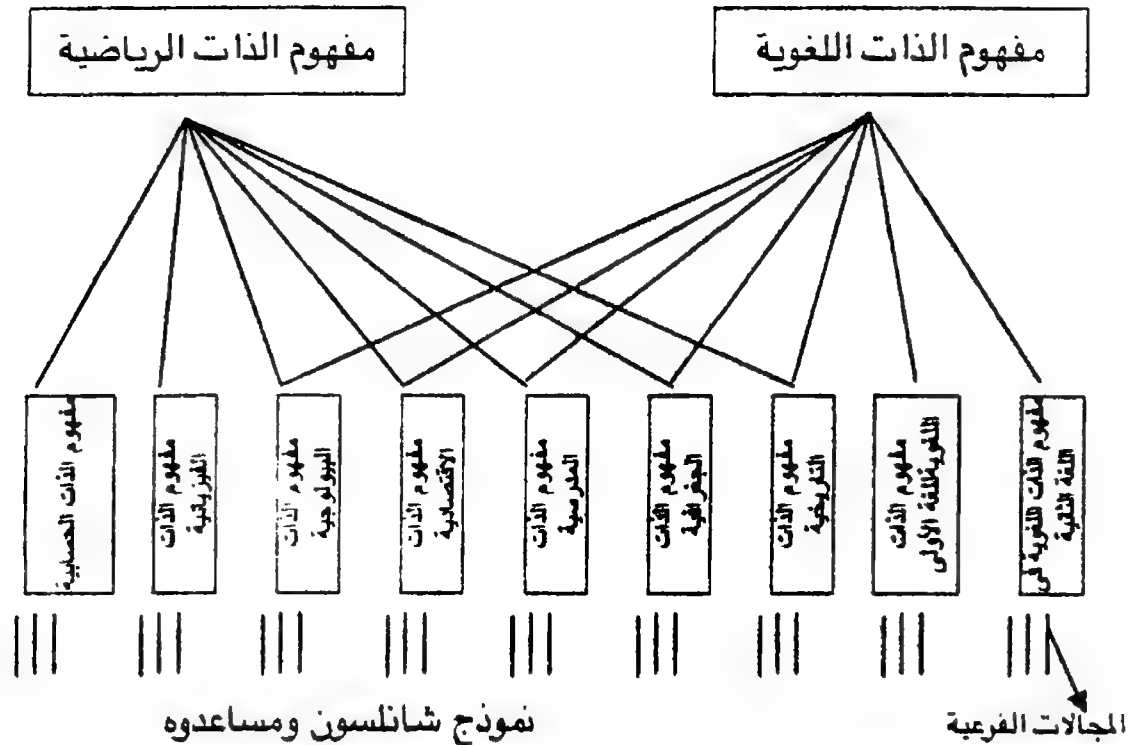 مفهوم الذات اللغوية
مفهوم الذات الرياضية
مفهوم الذات اللغوية في
اللغة الثانية
مفهوم الذات
اللغوية للغة الأولى
مفهوم الذات
التاريخية
مفهوم الذات
الجغرافية
مفهوم الذات
المدرسية
مفهوم الذات
الاقتصادية
مفهوم الذات
البيولوجية
مفهوم الذات
الفيزيائية
مفهوم الذات الحسابية
المجالات الفرعية
نموذج شانلسون ومساعدوه